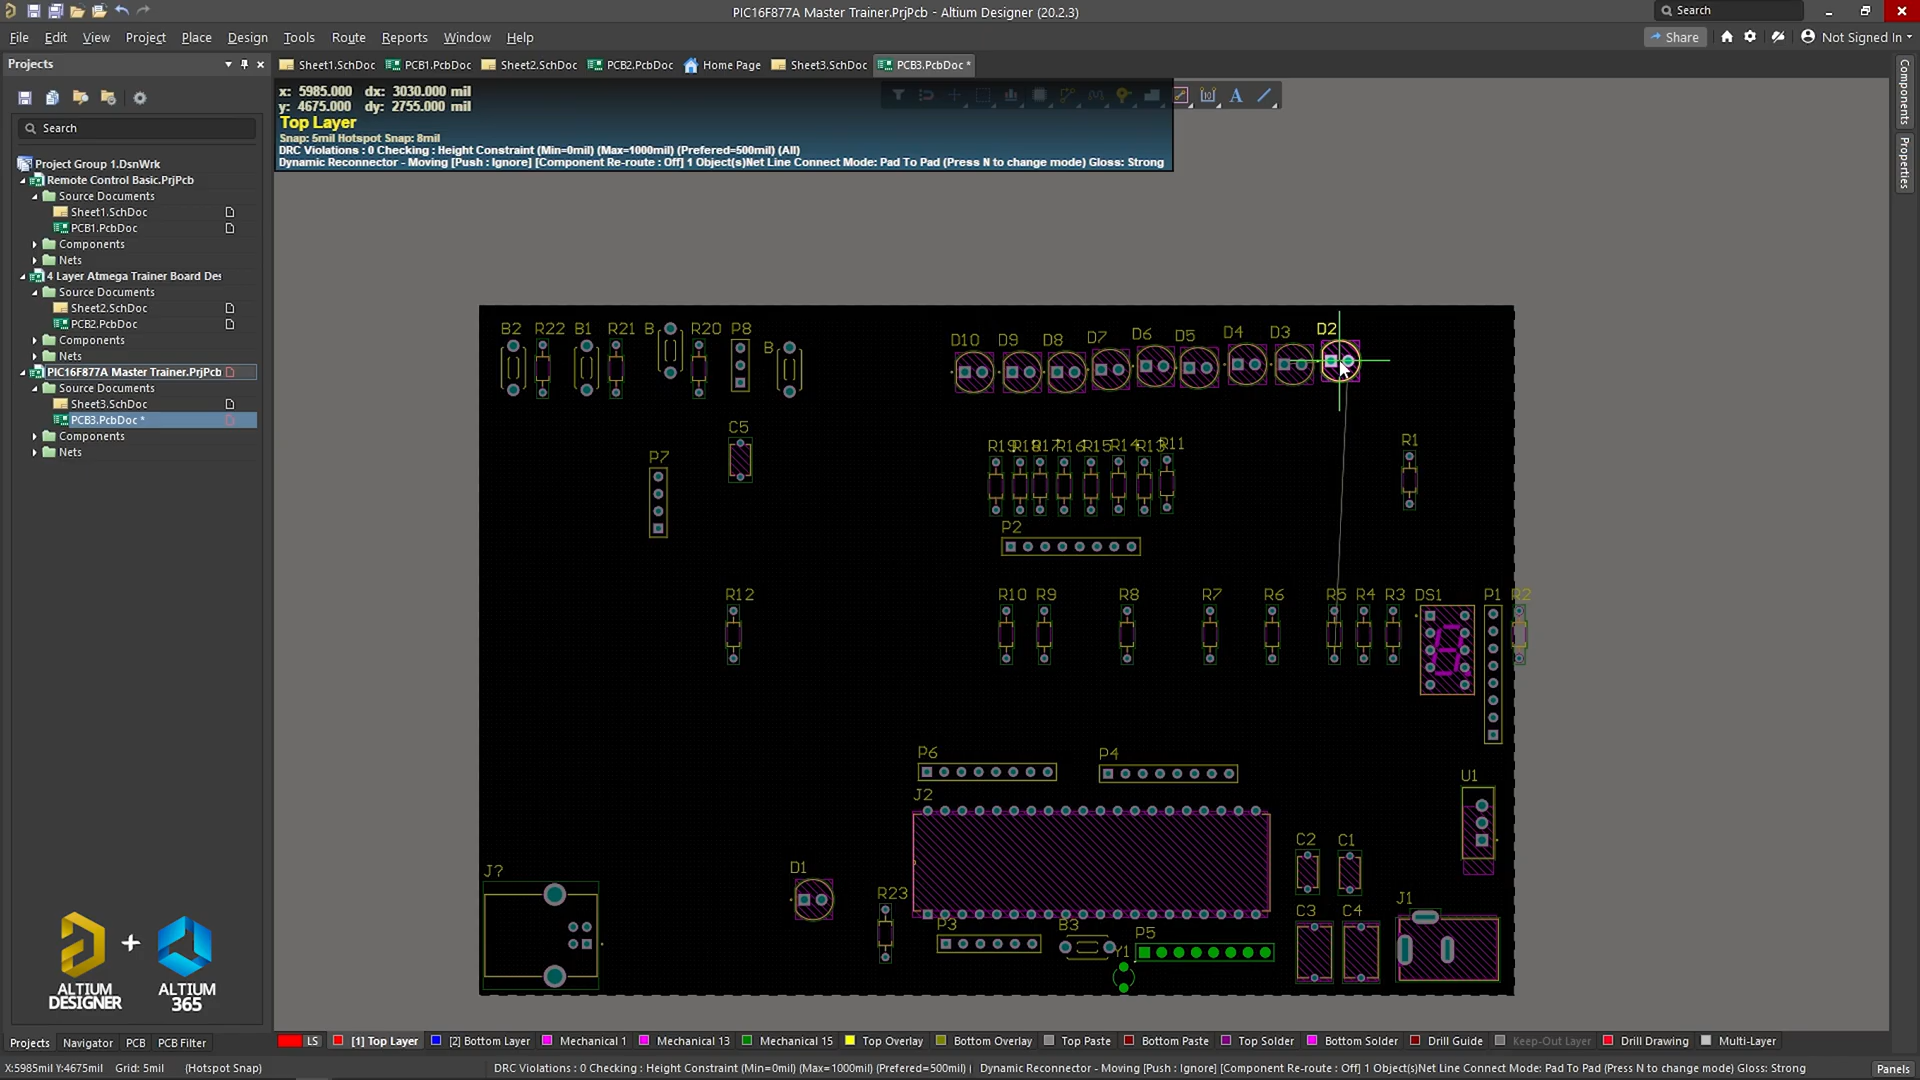 PIC16F877A Master Trainer.PrjPcb - Altium Designer (20.2.3)
Search
File Edit View Project Place Design Tools Route Reports Window Help
Share
Not Signed In
Projects
Sheet1.SchDoc PCB1.PcbDoc Sheet2.SchDoc PCB2.PcbDoc Home Page Sheet3.SchDoc PCB3.PcbDoc *
Search
Project Group 1.DsnWrk
Remote Control Basic.PrjPcb
Source Documents
Sheet1.SchDoc
PCB1.PcbDoc
Components
Nets
4 Layer Atmega Trainer Board Des
Source Documents
Sheet2.SchDoc
PCB2.PcbDoc
Components
Nets
PIC16F877A Master Trainer.PrjPcb
Source Documents
Sheet3.SchDoc
PCB3.PcbDoc *
Components
Nets
x: 5985.000 dx: 3030.000 mil
y: 4675.000 dy: 2755.000 mil
Top Layer
Snap: 5mil Hotspot Snap: 8mil
DRC Violations : 0 Checking : Height Constraint (Min=0mil) (Max=1000mil) (Prefered=500mil) (All)
Dynamic Reconnector - Moving [Push : Ignore] [Component Re-route : Off] 1 Object(s)Net Line Connect Mode: Pad To Pad (Press N to change mode) Gloss: Strong
Components
Properties
B2 R22 B1 R21 B R20 P8 B
D10 D9 D8 D7 D6 D5 D4 D3 D2
C5
P7
R19 R18 R17 R16 R15 R14 R13 R11
R1
P2
R12
R10 R9 R8 R7 R6 R5 R4 R3 DS1 P1 R2
P6 P4
J2
U1
C2 C1
J?
D1
R23
C3 C4
J1
P3 B3 Y1 P5
ALTIUM DESIGNER
+
ALTIUM 365
Projects Navigator PCB PCB Filter
LS [1] Top Layer [2] Bottom Layer Mechanical 1 Mechanical 13 Mechanical 15 Top Overlay Bottom Overlay Top Paste Bottom Paste Top Solder Bottom Solder Drill Guide Keep-Out Layer Drill Drawing Multi-Layer
X:5985mil Y:4675mil Grid: 5mil (Hotspot Snap)
DRC Violations : 0 Checking : Height Constraint (Min=0mil) (Max=1000mil) (Prefered=500mil) (
Dynamic Reconnector - Moving [Push : Ignore] [Component Re-route : Off] 1 Object(s)Net Line Connect Mode: Pad To Pad (Press N to change mode) Gloss: Strong
Panels